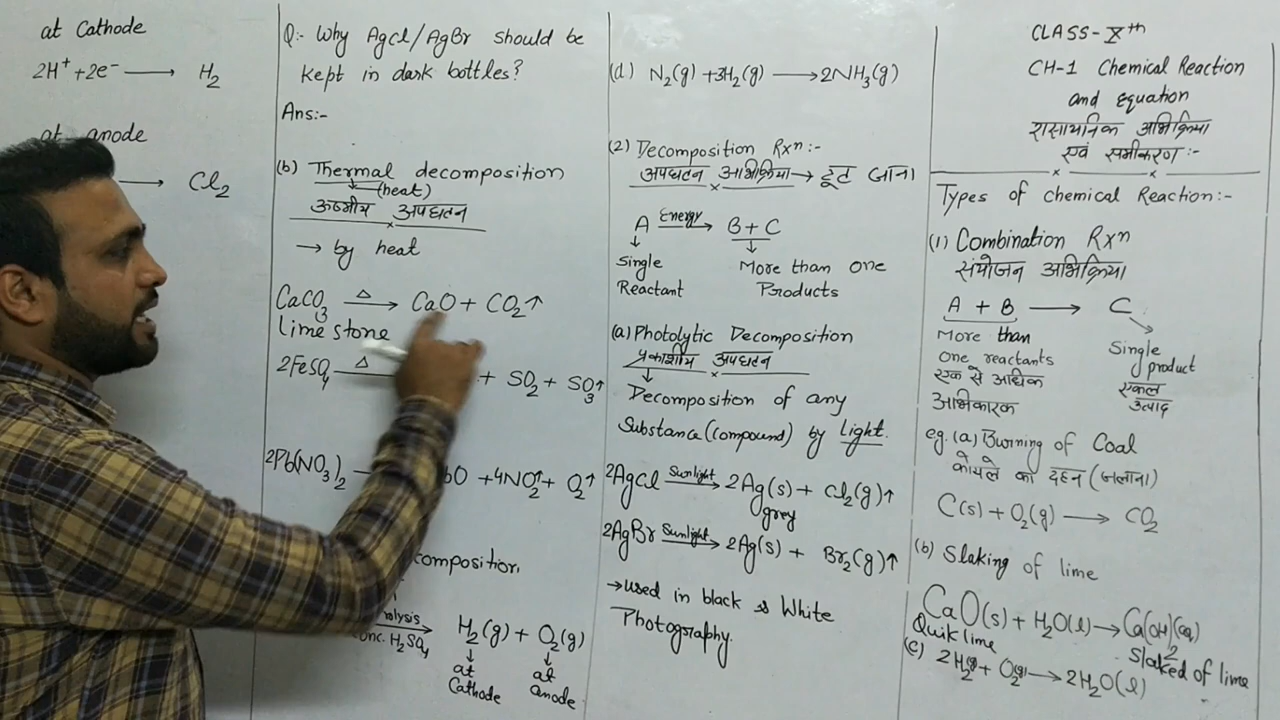 CLASS-Xth
CH-1 Chemical Reaction
and Equation
रासायनिक अभिक्रिया
एवं समीकरण :-
Types of chemical Reaction:-
(1) Combination Rxn
संयोजन अभिक्रिया
A + B ⟶ C
More than
one reactants
एक से अधिक
अभिकारक
Single
product
एकल
उत्पाद
eg. (a) Burning of Coal
कोयले का दहन (जलाना)
C(s) + O2(g) ⟶ CO2
(b) Slaking of lime
CaO(s) + H2O(l) ⟶ Ca(OH)2(aq)
Quik lime
Slaked of lime
(c) 2H2(g) + O2(g) ⟶ 2H2O(l)
(d) N2(g) + 3H2(g) ⟶ 2NH3(g)
(2) Decomposition Rxn:-
अपघटन अभिक्रिया → टूट जाना
A Energy⟶ B + C
Single
Reactant
More than one
Products
(a) Photolytic Decomposition
प्रकाशीय अपघटन
Decomposition of any
Substance (compound) by light.
2AgCl Sunlight⟶ 2Ag(s) + Cl2(g)↑
grey
2AgBr Sunlight⟶ 2Ag(s) + Br2(g)↑
→ used in black & White
Photography.
Q:- Why AgCl/AgBr should be
kept in dark bottles?
Ans:-
(b) Thermal decomposition
(heat)
ऊष्मीय अपघटन
→ by heat
CaCO3 Δ⟶ CaO + CO2↑
lime stone
2FeSO4 Δ + SO2 + SO3↑
2Pb(NO3)2 + 4NO2↑ + O2↑
conc. H2SO4 H2(g) + O2(g)
at
Cathode
at
anode
at Cathode
2H+ + 2e- ⟶ H2
at anode
⟶ Cl2